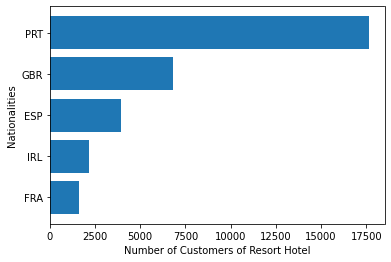 Nationalities
PRT
GBR
ESP
IRL
FRA
0 2500 5000 7500 10000 12500 15000 17500
Number of Customers of Resort Hotel